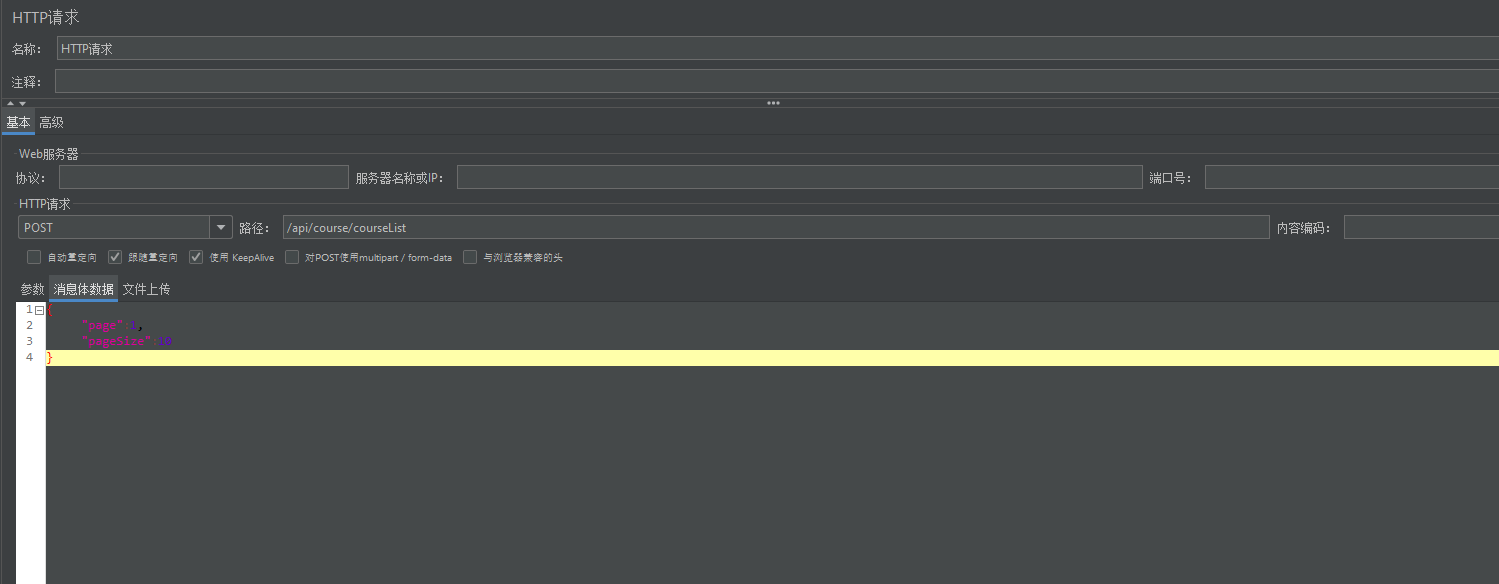 HTTP请求
名称： HTTP请求
注释：
基本 高级
Web服务器
协议： 服务器名称或IP： 端口号：
HTTP请求
POST 路径： /api/course/courseList 内容编码：
自动重定向 跟随重定向 使用 KeepAlive 对POST使用multipart / form-data 与浏览器兼容的头
参数 消息体数据 文件上传
1 {
2 "page":1,
3 "pageSize":10
4 }